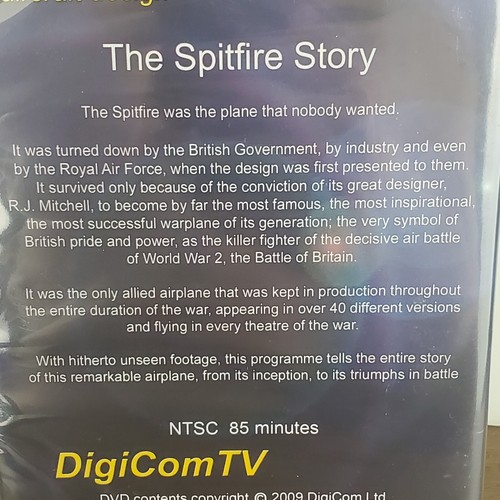 The Spitfire Story
The Spitfire was the plane that nobody wanted.
It was turned down by the British Government, by industry and even
by the Royal Air Force, when the design was first presented to them.
It survived only because of the conviction of its great designer,
R.J. Mitchell, to become by far the most famous, the most inspirational,
the most successful warplane of its generation; the very symbol of
British pride and power, as the killer fighter of the decisive air battle
of World War 2, the Battle of Britain.
It was the only allied airplane that was kept in production throughout
the entire duration of the war, appearing in over 40 different versions
and flying in every theatre of the war.
With hitherto unseen footage, this programme tells the entire story
of this remarkable airplane, from its inception, to its triumphs in battle
NTSC 85 minutes
DigiComTV
DVD contents copyright © 2009 DigiCom Ltd